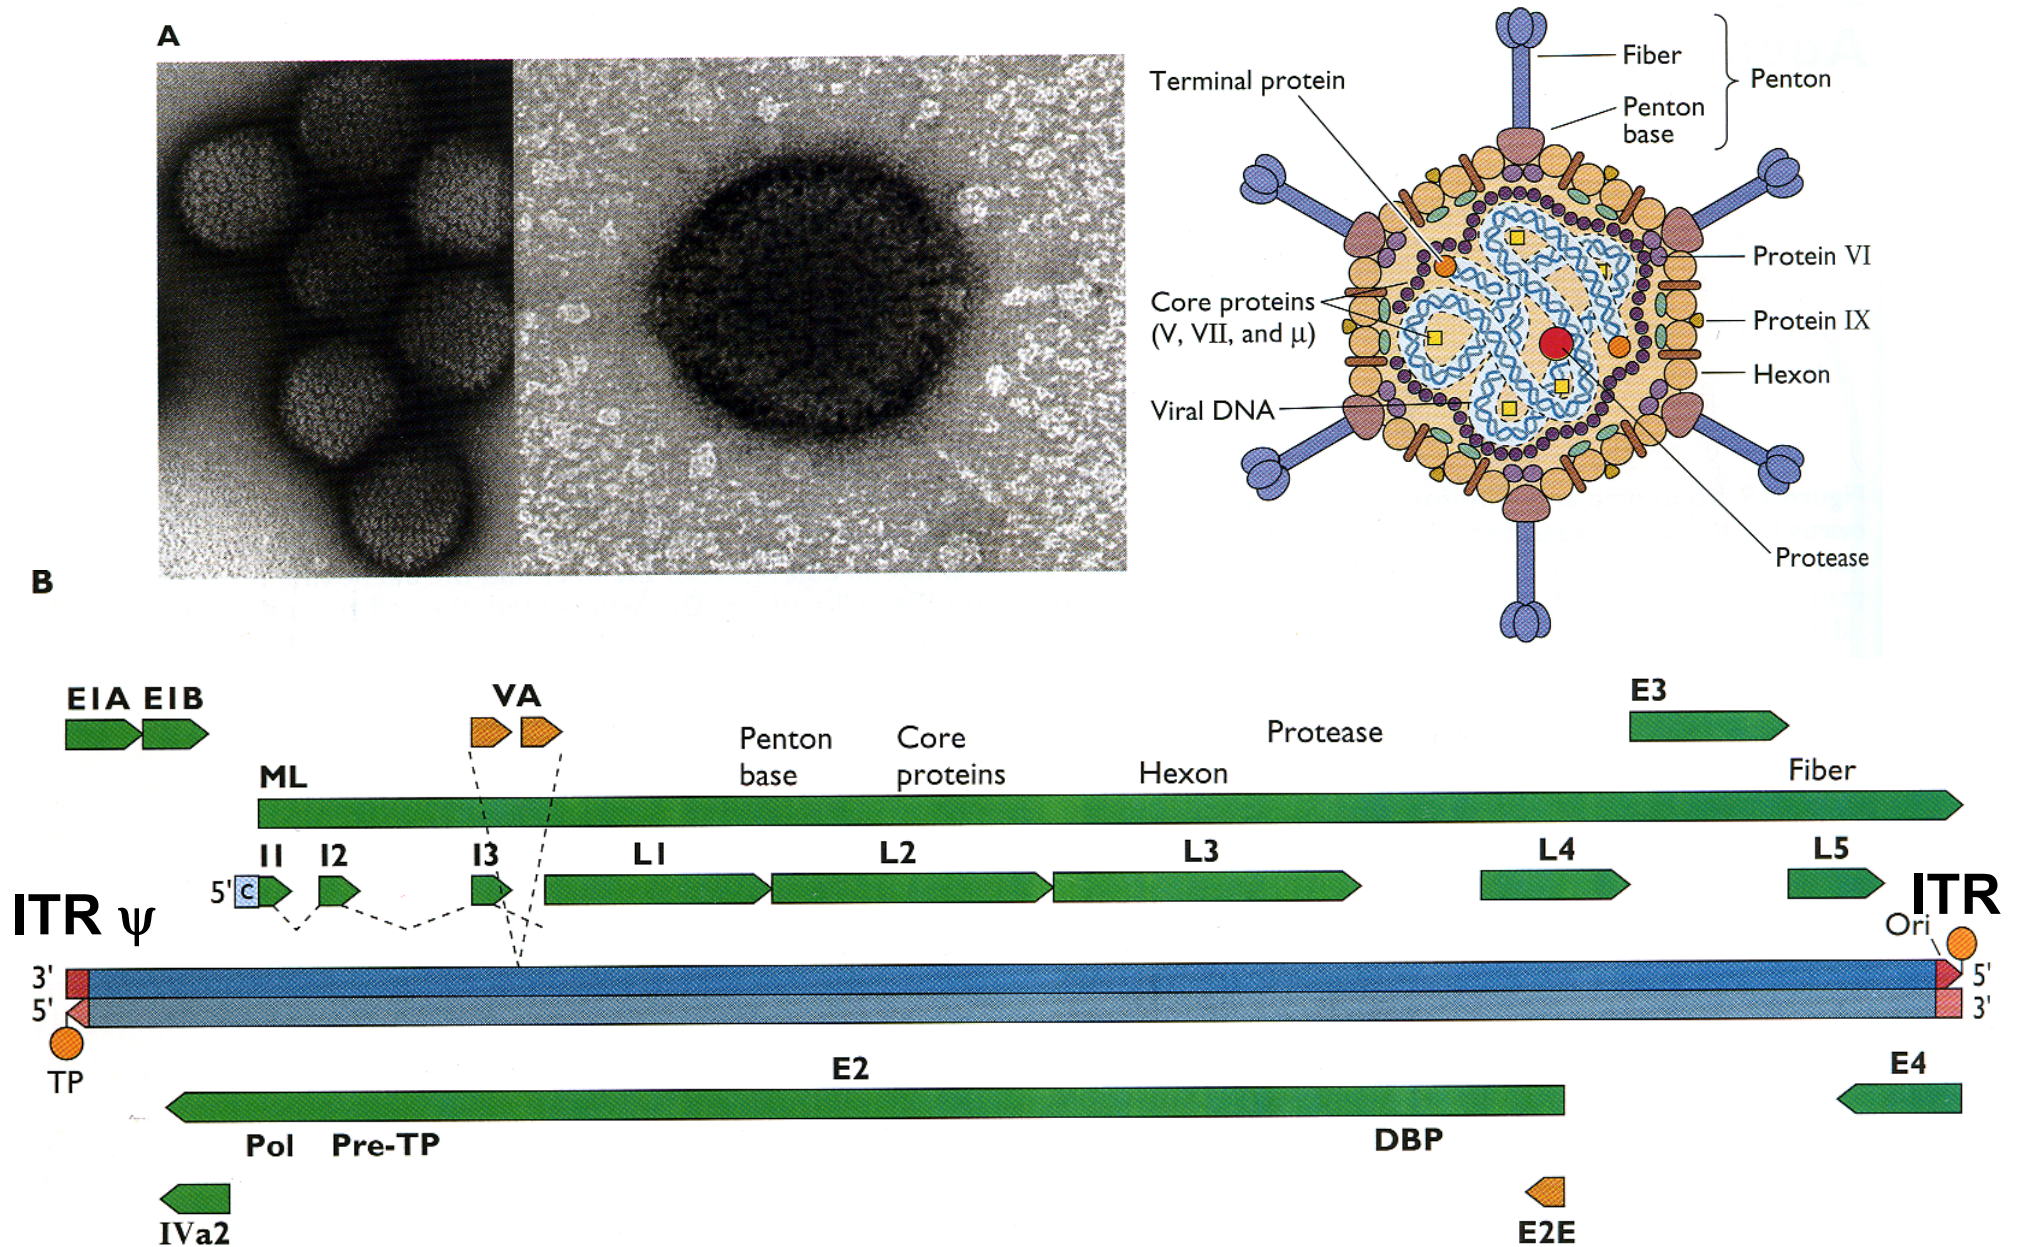 A
Terminal protein
Fiber
Penton
Penton
base
Protein VI
Core proteins
(V, VII, and μ)
Protein IX
Hexon
Viral DNA
Protease
B
E1A E1B
VA
E3
Penton
base
Core
proteins
Hexon
Protease
Fiber
ML
I1 I2 I3 L1 L2 L3 L4 L5
5' C
ITR ψ
ITR
Ori
3' 5'
5' 3'
TP
E2
E4
Pol Pre-TP DBP
IVa2
E2E